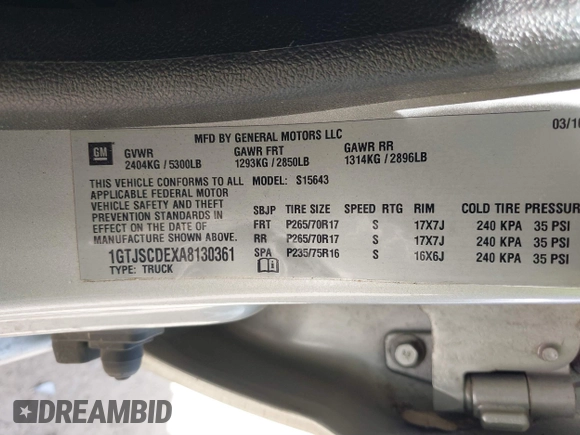 MFD BY GENERAL MOTORS LLC
03/10
GM
GVWR GAWR FRT GAWR RR
2404KG / 5300LB 1293KG / 2850LB 1314KG / 2896LB
THIS VEHICLE CONFORMS TO ALL MODEL: S15643
APPLICABLE FEDERAL MOTOR
VEHICLE SAFETY AND THEFT
PREVENTION STANDARDS IN
EFFECT ON THE DATE OF
MANUFACTURE SHOWN ABOVE.
1GTJSCDEXA8130361
TYPE: TRUCK
SBJP TIRE SIZE SPEED RTG RIM COLD TIRE PRESSURE
FRT P265/70R17 S 17X7J 240 KPA 35 PSI
RR P265/70R17 S 17X7J 240 KPA 35 PSI
SPA P235/75R16 S 16X6J 240 KPA 35 PSI
DREAMBID